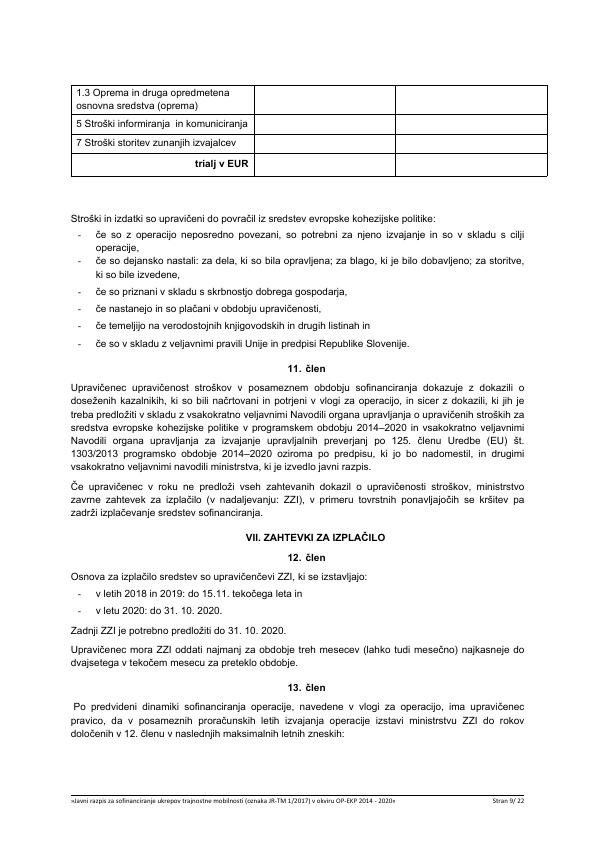 1.3 Oprema in druga opredmetena
osnovna sredstva (oprema)
5 Stroški informiranja  in komuniciranja
7 Stroški storitev zunanjih izvajalcev
trialj v EUR
Stroški in izdatki so upravičeni do povračil iz sredstev evropske kohezijske politike:
- če so z operacijo neposredno povezani, so potrebni za njeno izvajanje in so v skladu s cilji
operacije,
- če so dejansko nastali: za dela, ki so bila opravljena; za blago, ki je bilo dobavljeno; za storitve,
ki so bile izvedene,
- če so priznani v skladu s skrbnostjo dobrega gospodarja,
- če nastanejo in so plačani v obdobju upravičenosti,
- če temeljijo na verodostojnih knjigovodskih in drugih listinah in
- če so v skladu z veljavnimi pravili Unije in predpisi Republike Slovenije.
11. člen
Upravičenec upravičenost stroškov v posameznem obdobju sofinanciranja dokazuje z dokazili o
doseženih kazalnikih, ki so bili načrtovani in potrjeni v vlogi za operacijo, in sicer z dokazili, ki jih je
treba predložiti v skladu z vsakokratno veljavnimi Navodili organa upravljanja o upravičenih stroških za
sredstva evropske kohezijske politike v programskem obdobju 2014–2020 in vsakokratno veljavnimi
Navodili organa upravljanja za izvajanje upravljalnih preverjanj po 125. členu Uredbe (EU) št.
1303/2013 programsko obdobje 2014–2020 oziroma po predpisu, ki jo bo nadomestil, in drugimi
vsakokratno veljavnimi navodili ministrstva, ki je izvedlo javni razpis.
Če upravičenec v roku ne predloži vseh zahtevanih dokazil o upravičenosti stroškov, ministrstvo
zavrne zahtevek za izplačilo (v nadaljevanju: ZZI), v primeru tovrstnih ponavljajočih se kršitev pa
zadrži izplačevanje sredstev sofinanciranja.
VII. ZAHTEVKI ZA IZPLAČILO
12. člen
Osnova za izplačilo sredstev so upravičenčevi ZZI, ki se izstavljajo:
- v letih 2018 in 2019: do 15.11. tekočega leta in
- v letu 2020: do 31. 10. 2020.
Zadnji ZZI je potrebno predložiti do 31. 10. 2020.
Upravičenec mora ZZI oddati najmanj za obdobje treh mesecev (lahko tudi mesečno) najkasneje do
dvajsetega v tekočem mesecu za preteklo obdobje.
13. člen
Po predvideni dinamiki sofinanciranja operacije, navedene v vlogi za operacijo, ima upravičenec
pravico, da v posameznih proračunskih letih izvajanja operacije izstavi ministrstvu ZZI do rokov
določenih v 12. členu v naslednjih maksimalnih letnih zneskih:
»Javni razpis za sofinanciranje ukrepov trajnostne mobilnosti (oznaka JR-TM 1/2017) v okviru OP-EKP 2014 - 2020« Stran 9/ 22